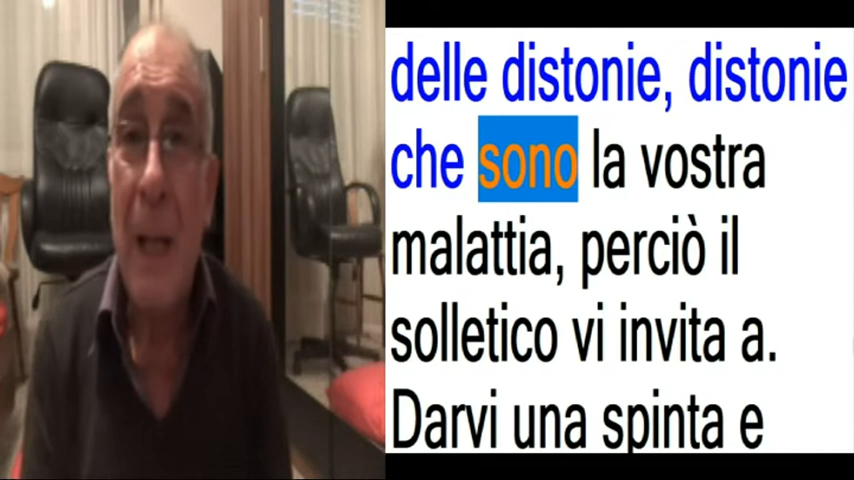 delle distonie, distonie
che sono la vostra
malattia, perciò il
solletico vi invita a.
Darvi una spinta e